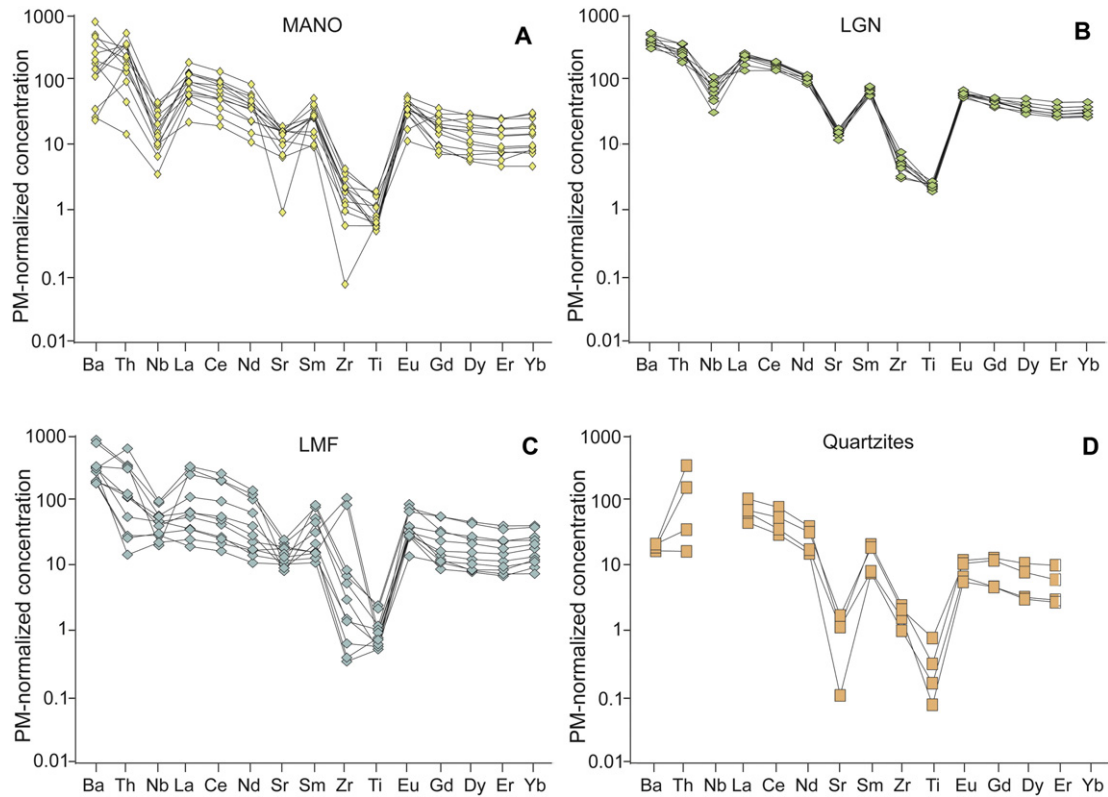 MANO
A
PM-normalized concentration
1000
100
10
1
0.1
0.01
Ba Th Nb La Ce Nd Sr Sm Zr Ti Eu Gd Dy Er Yb
LGN
B
PM-normalized concentration
1000
100
10
1
0.1
0.01
Ba Th Nb La Ce Nd Sr Sm Zr Ti Eu Gd Dy Er Yb
LMF
C
PM-normalized concentration
1000
100
10
1
0.1
0.01
Ba Th Nb La Ce Nd Sr Sm Zr Ti Eu Gd Dy Er Yb
Quartzites
D
PM-normalized concentration
1000
100
10
1
0.1
0.01
Ba Th Nb La Ce Nd Sr Sm Zr Ti Eu Gd Dy Er Yb